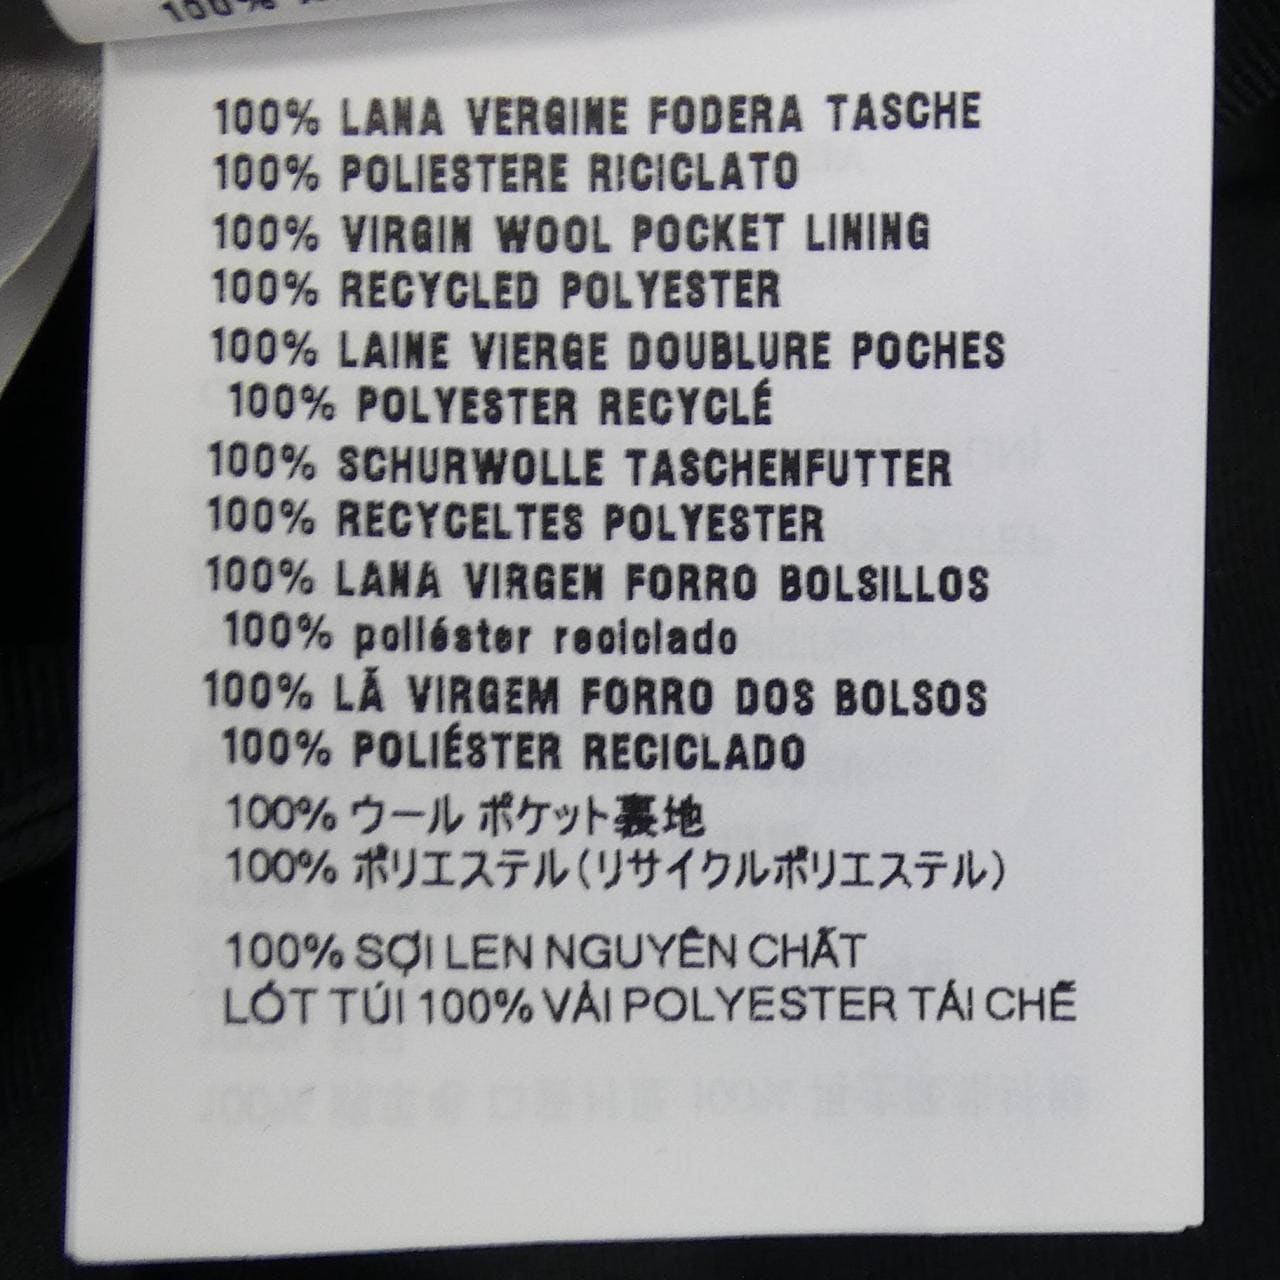 100%
100% LANA VERGINE FODERA TASCHE
100% POLIESTERE RICICLATO
100% VIRGIN WOOL POCKET LINING
100% RECYCLED POLYESTER
100% LAINE VIERGE DOUBLURE POCHES
100% POLYESTER RECYCLÉ
100% SCHURWOLLE TASCHENFUTTER
100% RECYCELTES POLYESTER
100% LANA VIRGEN FORRO BOLSILLOS
100% poliéster reciclado
100% LÃ VIRGEM FORRO DOS BOLSOS
100% POLIÉSTER RECICLADO
100% ウール ポケット裏地
100% ポリエステル(リサイクルポリエステル)
100% SỢI LEN NGUYÊN CHẤT
LÓT TÚI 100% VẢI POLYESTER TÁI CHẾ